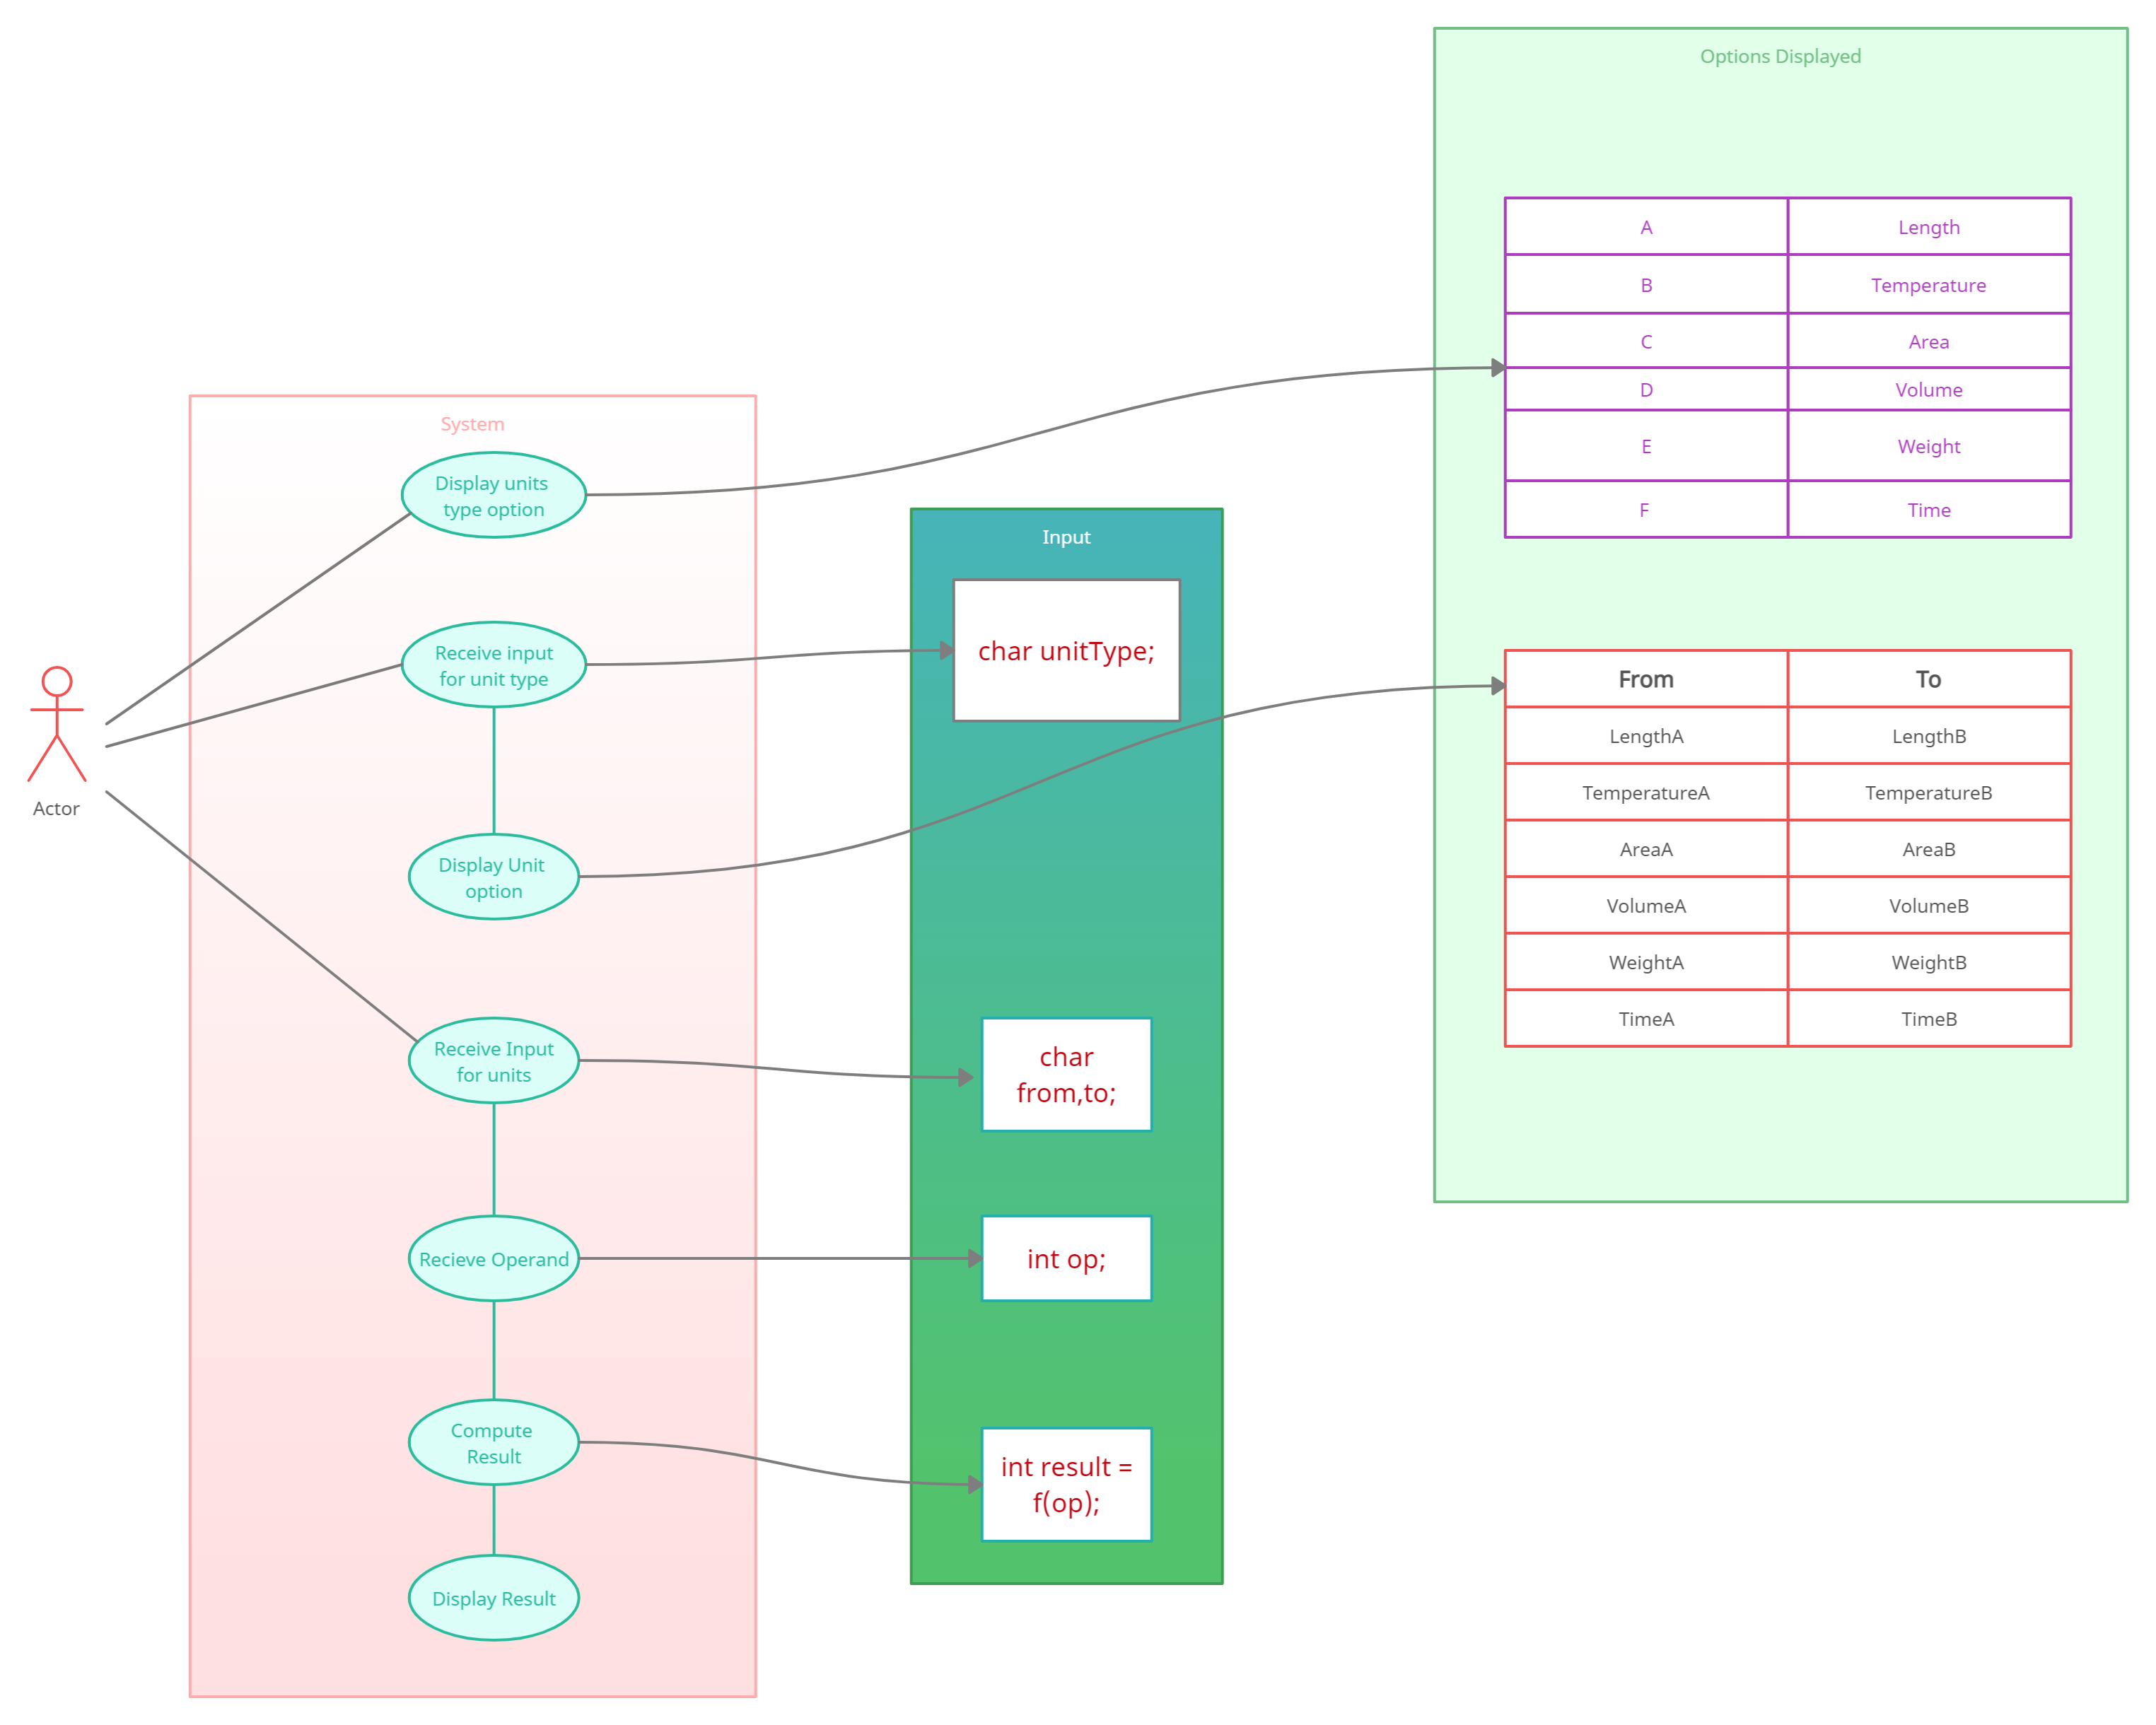 Options Displayed
A Length
B Temperature
C Area
D Volume
E Weight
F Time
System
Display units
type option
Receive input
for unit type
Display Unit
option
Receive Input
for units
Recieve Operand
Compute
Result
Display Result
Actor
Input
char unitType;
char
from,to;
int op;
int result =
f(op);
From To
LengthA LengthB
TemperatureA TemperatureB
AreaA AreaB
VolumeA VolumeB
WeightA WeightB
TimeA TimeB